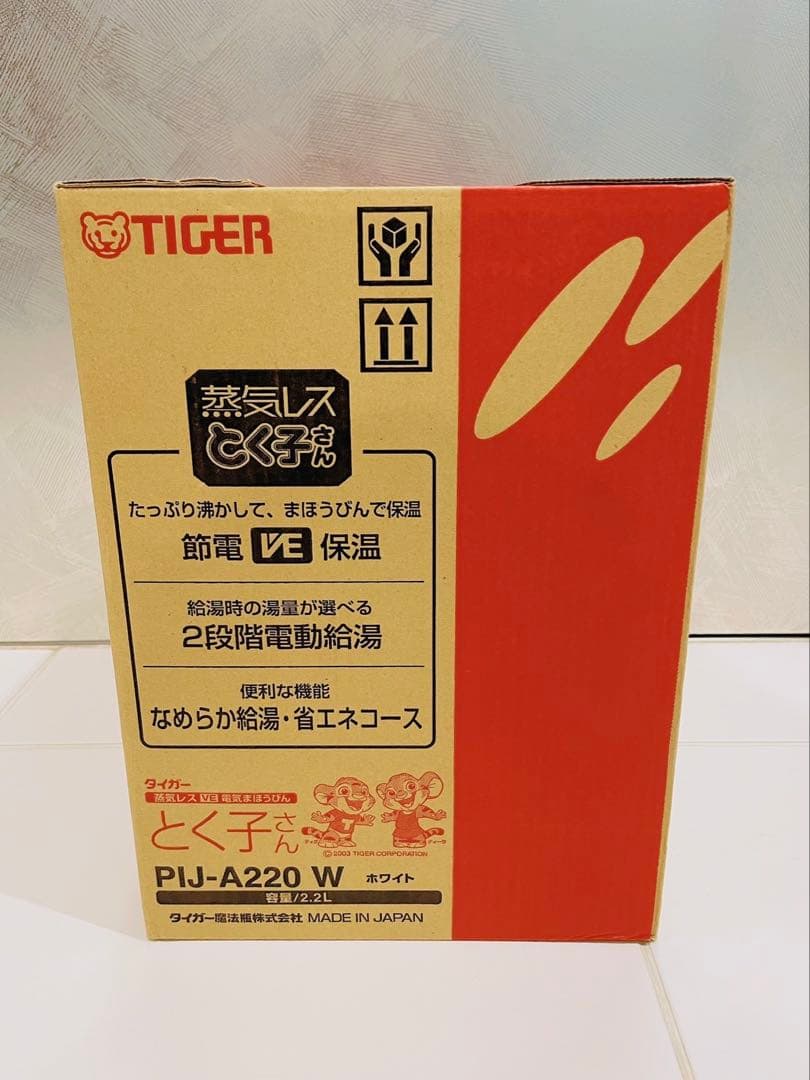 TIGER
蒸気レス
とく子さん
たっぷり沸かして、まほうびんで保温
節電 VE 保温
給湯時の湯量が選べる
2段階電動給湯
便利な機能
なめらか給湯・省エネコース
タイガー
蒸気レス VE 電気まほうびん
とく子さん
T
©2003 TIGER CORPORATION
PIJ-A220 W ホワイト
容量/2.2L
タイガー魔法瓶株式会社 MADE IN JAPAN